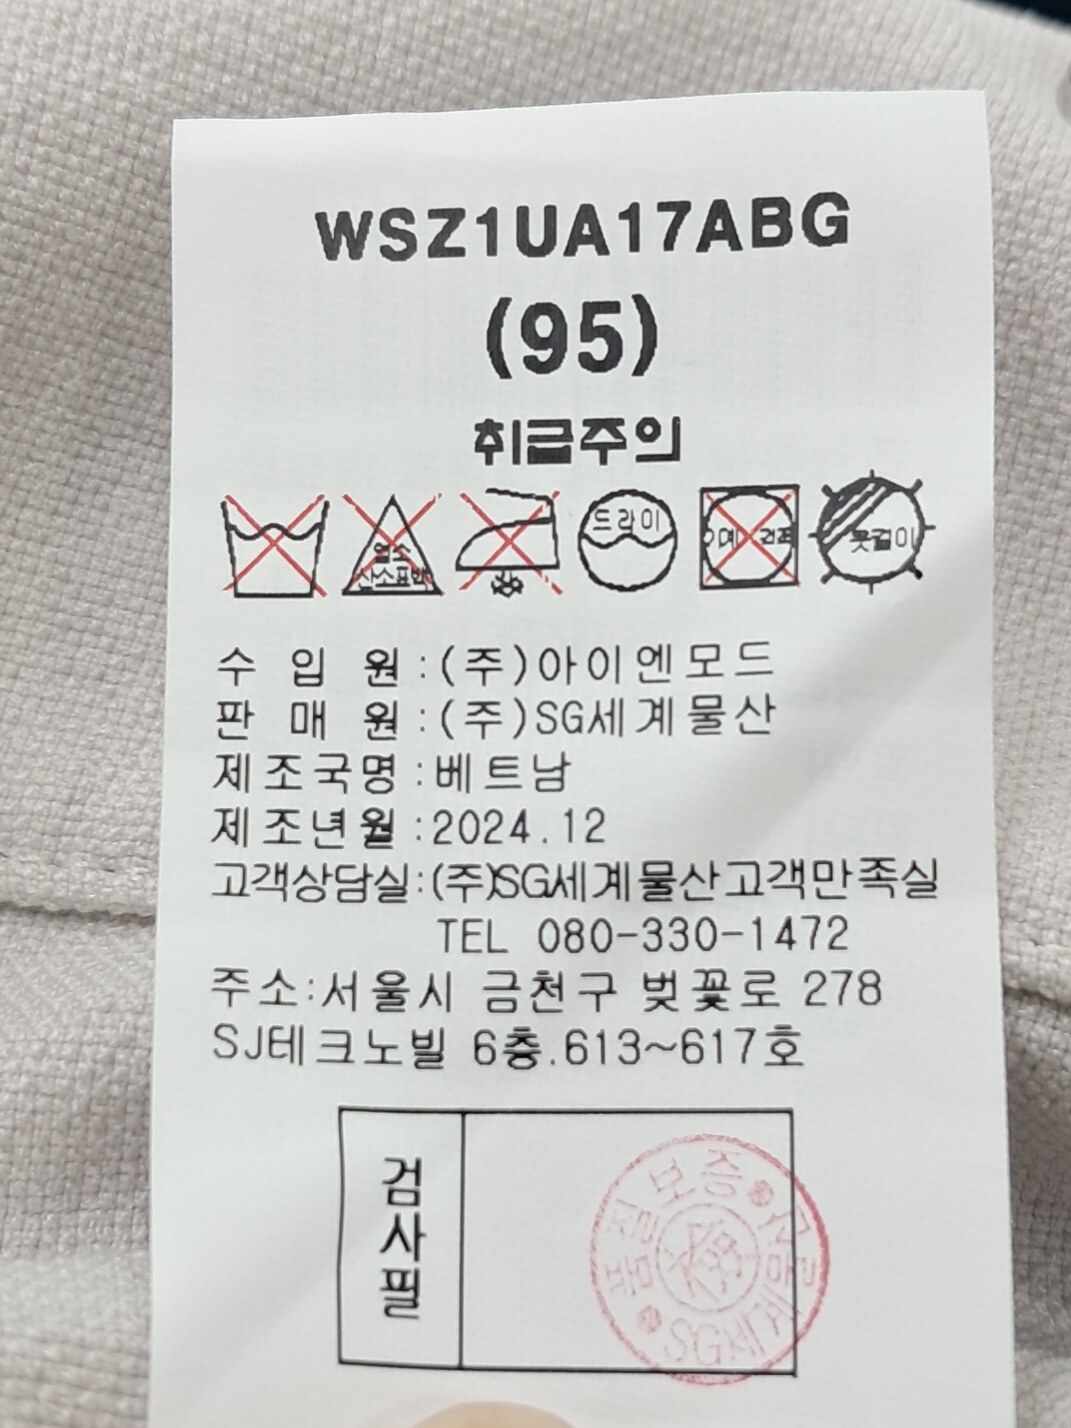 WSZ1UA17ABG
(95)
취급주의
염소
산소표백
드라이
기계 건조
옷걸이
수 입 원:(주)아이엔모드
판 매 원:(주)SG세계물산
제조국명:베트남
제조년월:2024.12
고객상담실:(주)SG세계물산고객만족실
TEL 080-330-1472
주소:서울시 금천구 벚꽃로 278
SJ테크노빌 6층.613~617호
검사필
보증
SG세계